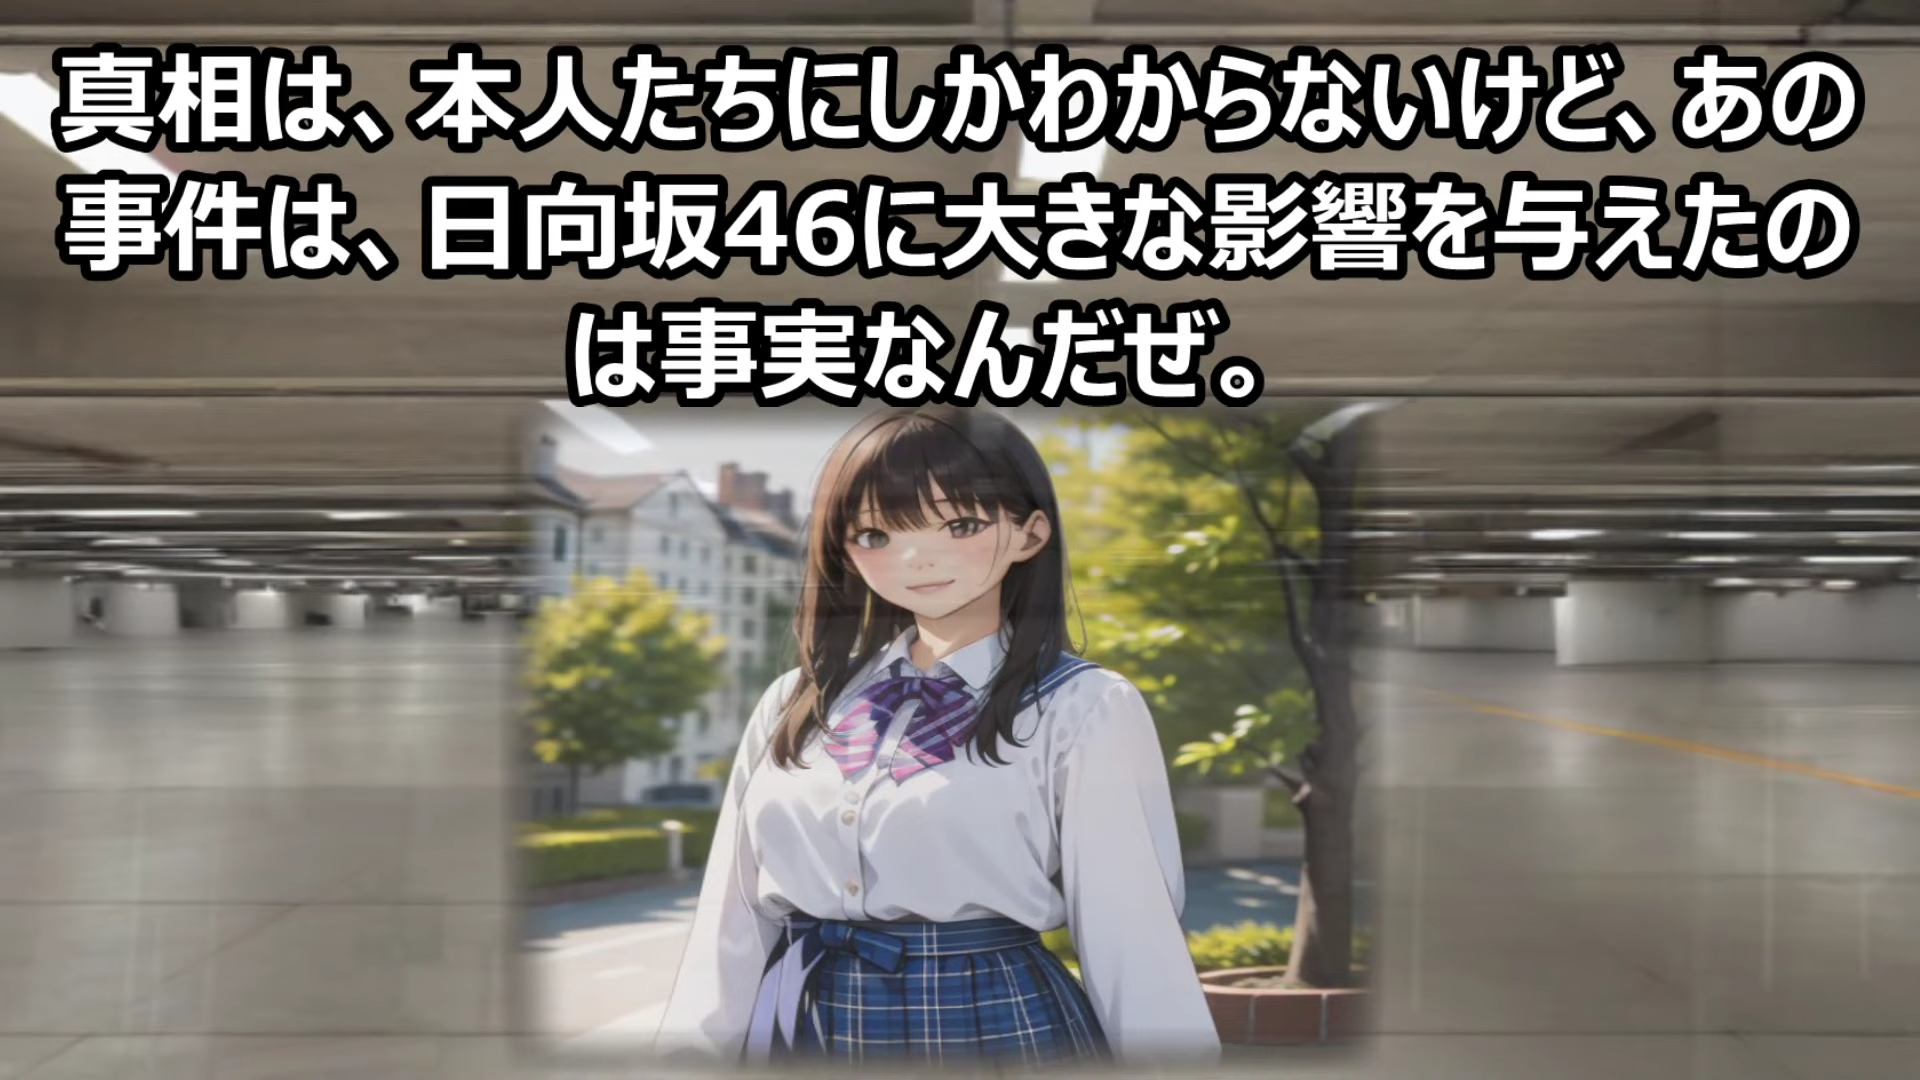 真相は、本人たちにしかわからないけど、あの
事件は、日向坂46に大きな影響を与えたの
は事実なんだぜ。